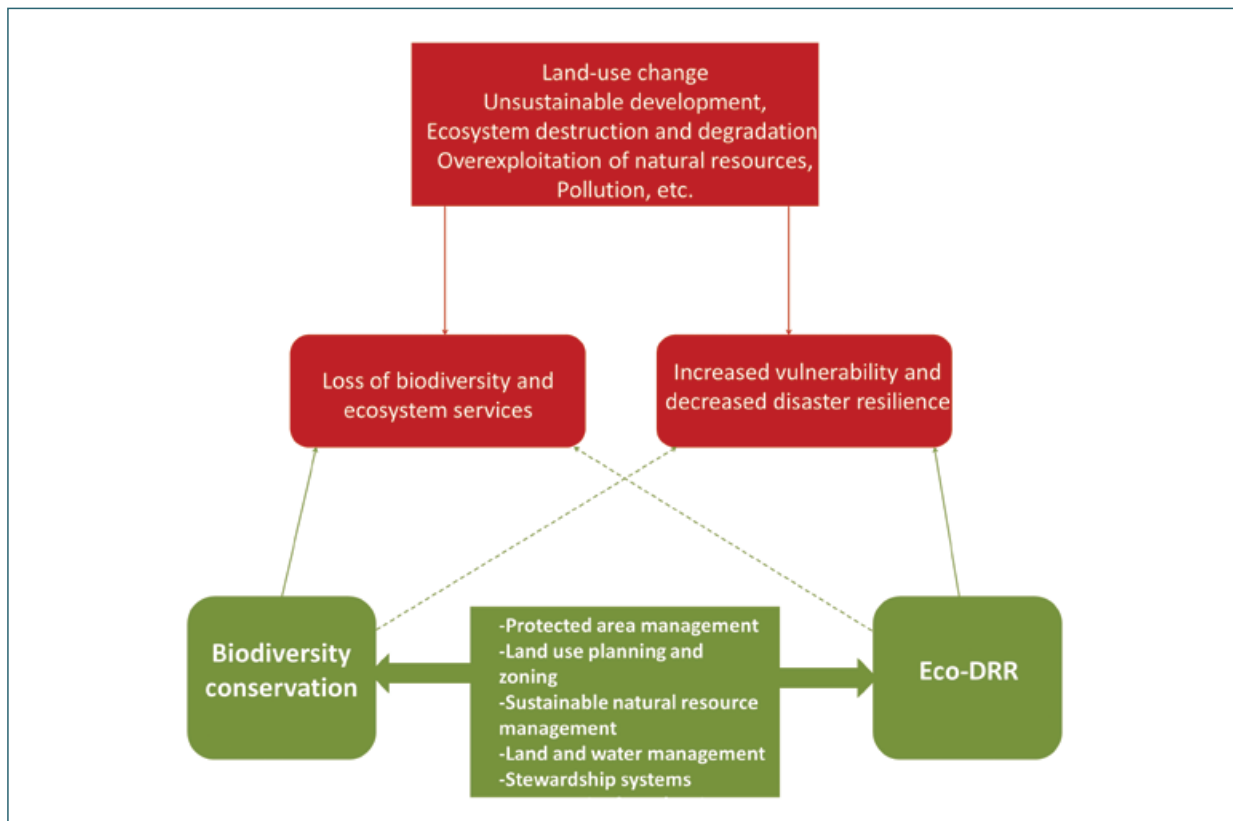 Land-use change
Unsustainable development,
Ecosystem destruction and degradation
Overexploitation of natural resources,
Pollution, etc.
Loss of biodiversity and
ecosystem services
Increased vulnerability and
decreased disaster resilience
Biodiversity
conservation
-Protected area management
-Land use planning and
zoning
-Sustainable natural resource
management
-Land and water management
-Stewardship systems
Eco-DRR